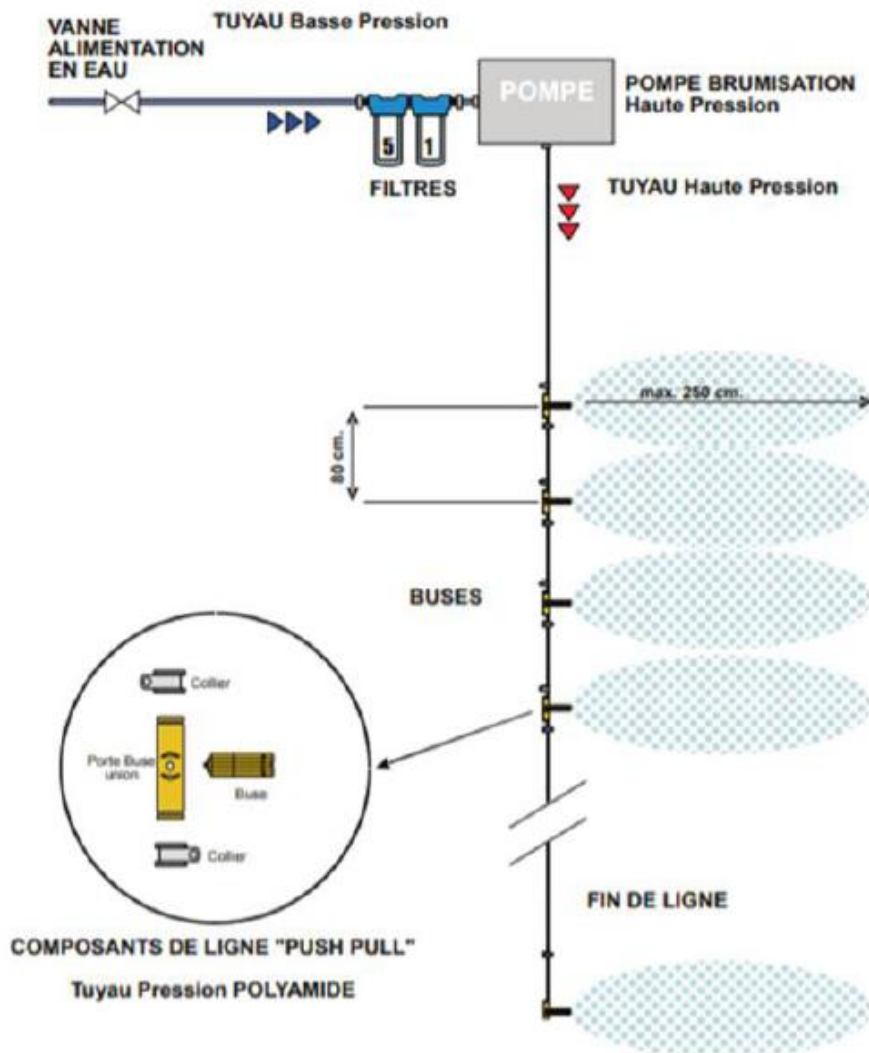 VANNE
ALIMENTATION
EN EAU
TUYAU Basse Pression
POMPE
POMPE BRUMISATION
Haute Pression
5
1
FILTRES
TUYAU Haute Pression
max. 250 cm.
80 cm.
BUSES
Collier
Porte Buse
union
Buse
Collier
FIN DE LIGNE
COMPOSANTS DE LIGNE "PUSH PULL"
Tuyau Pression POLYAMIDE